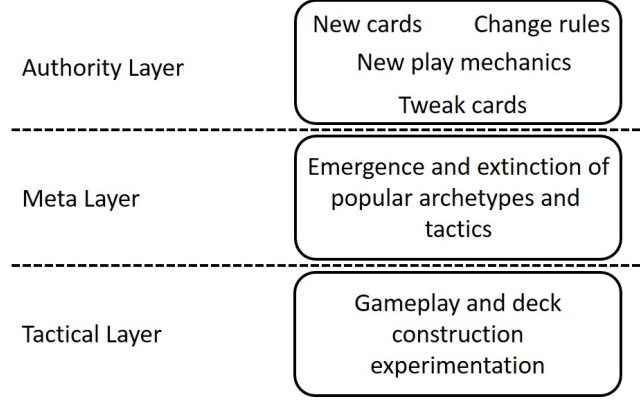 New cards Change rules
Authority Layer
New play mechanics
Tweak cards
Meta Layer
Emergence and extinction of
popular archetypes and
tactics
Tactical Layer
Gameplay and deck
construction
experimentation